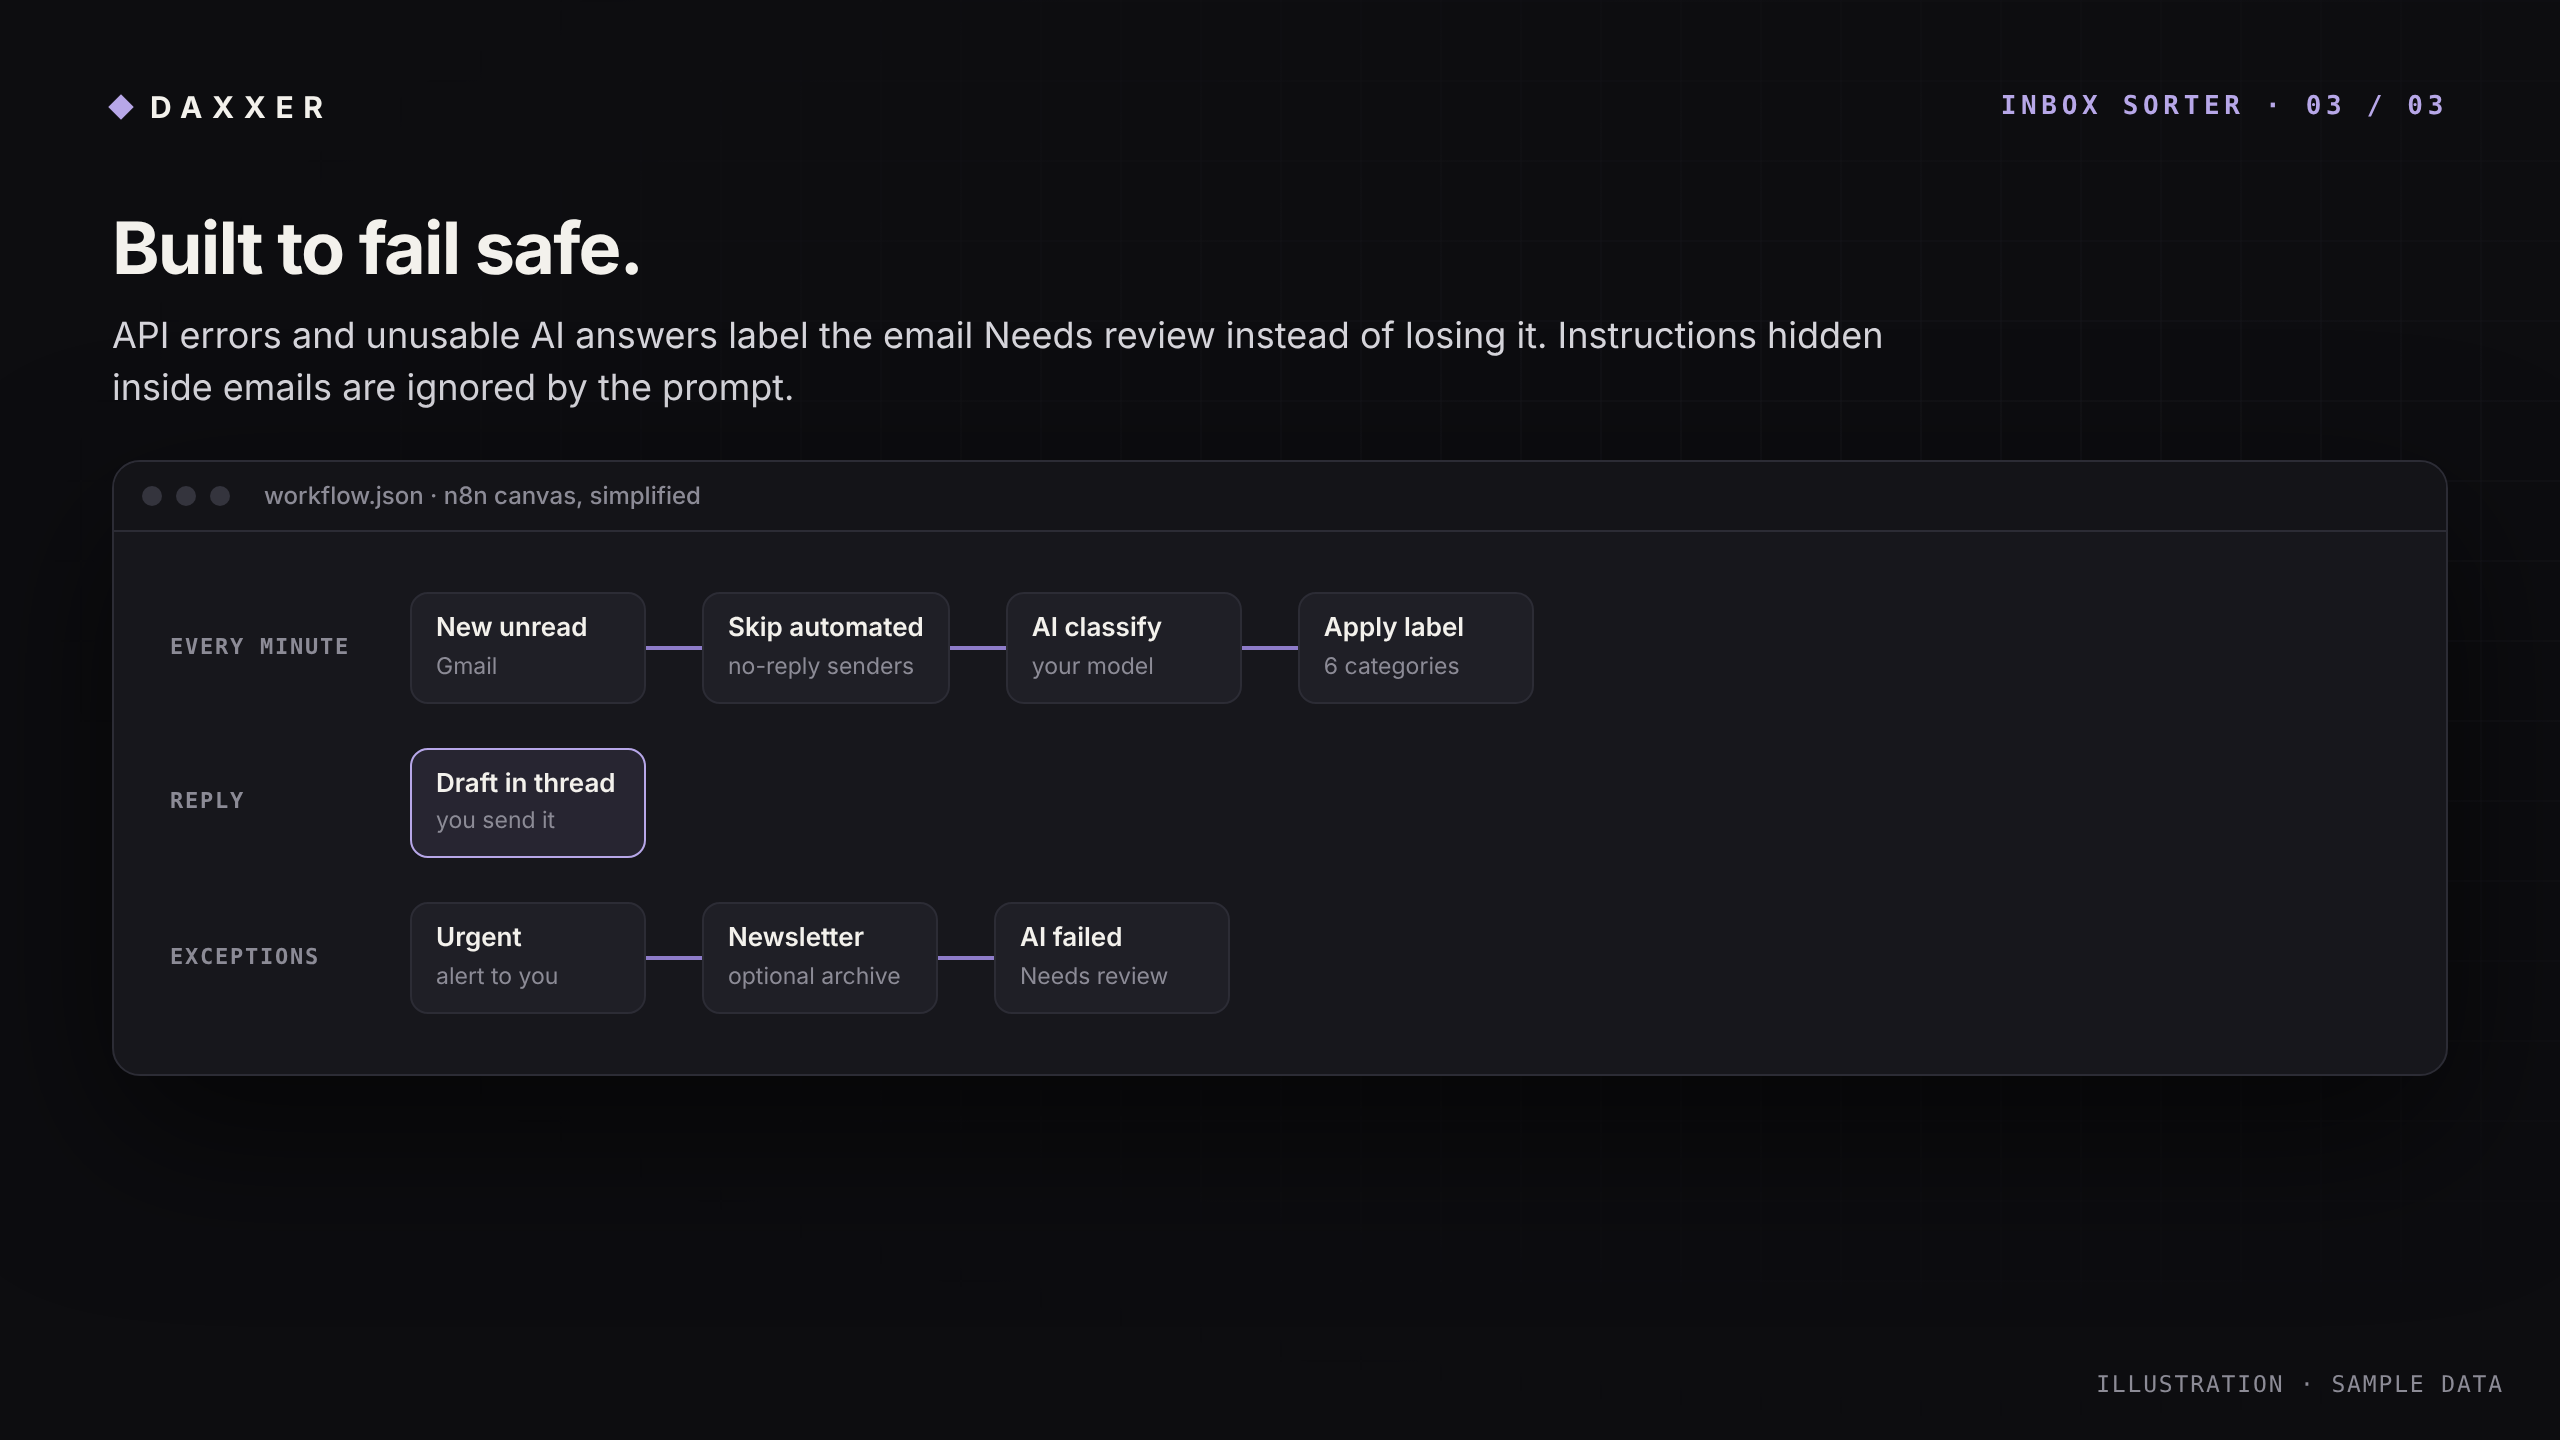 DAXXER
INBOX SORTER · 03 / 03
Built to fail safe.
API errors and unusable AI answers label the email Needs review instead of losing it. Instructions hidden
inside emails are ignored by the prompt.
workflow.json · n8n canvas, simplified
EVERY MINUTE
New unread
Gmail
Skip automated
no-reply senders
AI classify
your model
Apply label
6 categories
REPLY
Draft in thread
you send it
EXCEPTIONS
Urgent
alert to you
Newsletter
optional archive
AI failed
Needs review
ILLUSTRATION · SAMPLE DATA